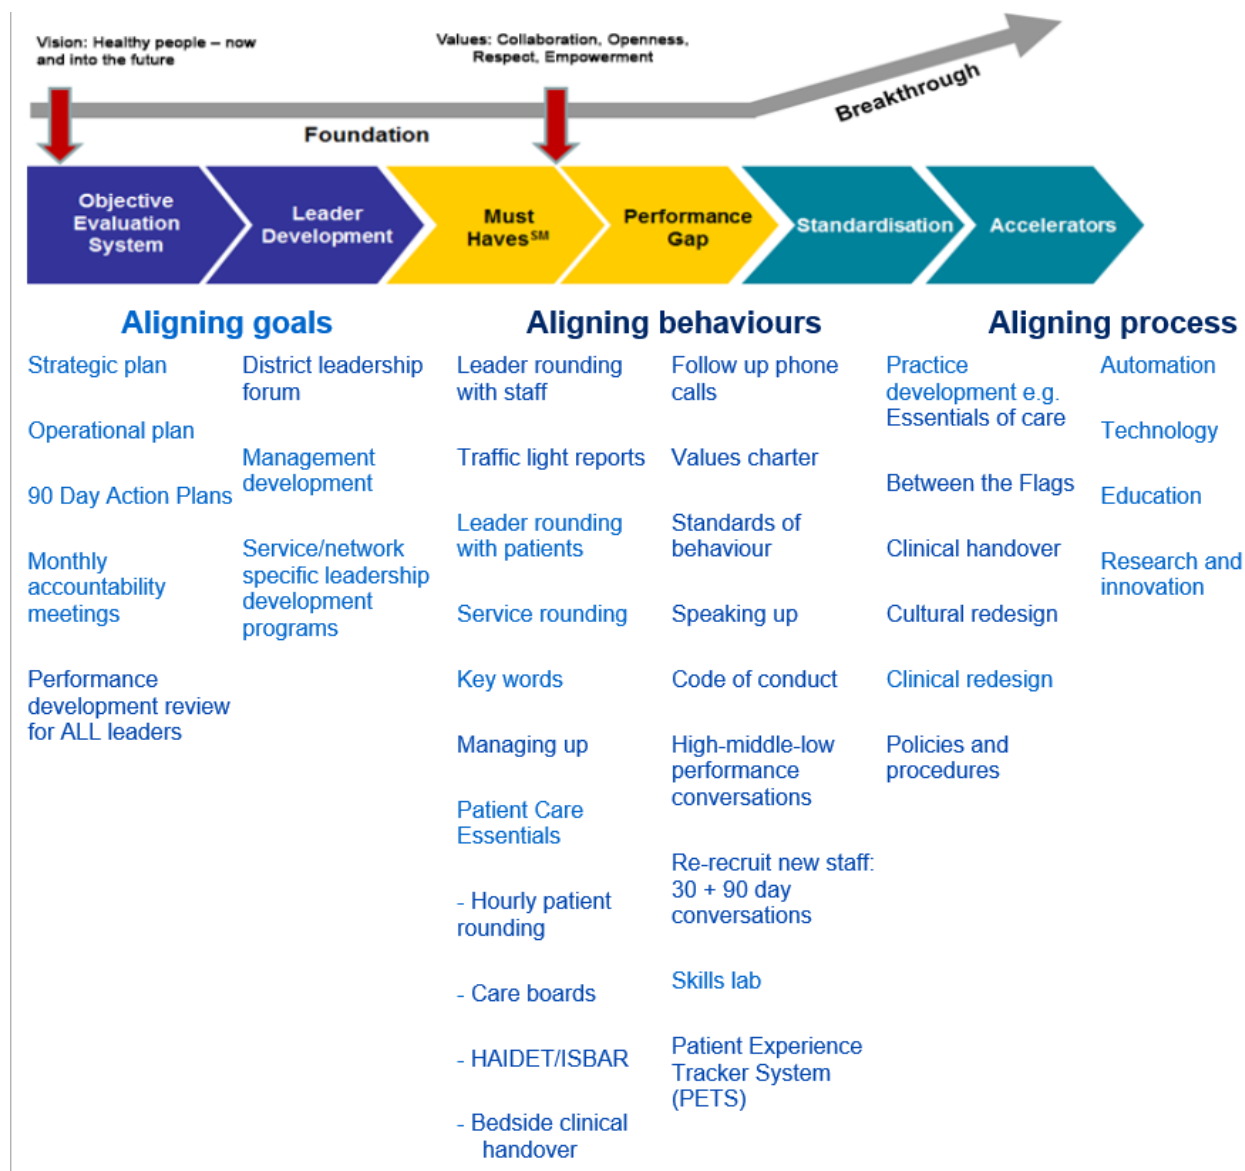 Vision: Healthy people – now
and into the future
Values: Collaboration, Openness,
Respect, Empowerment
Foundation
Breakthrough
Objective
Evaluation
System
Leader
Development
Must
Haves℠
Performance
Gap
Standardisation
Accelerators
Aligning goals
Strategic plan
Operational plan
90 Day Action Plans
Monthly
accountability
meetings
Performance
development review
for ALL leaders
District leadership
forum
Management
development
Service/network
specific leadership
development
programs
Aligning behaviours
Leader rounding
with staff
Traffic light reports
Leader rounding
with patients
Service rounding
Key words
Managing up
Patient Care
Essentials
- Hourly patient
rounding
- Care boards
- HAIDET/ISBAR
- Bedside clinical
handover
Follow up phone
calls
Values charter
Standards of
behaviour
Speaking up
Code of conduct
High-middle-low
performance
conversations
Re-recruit new staff:
30 + 90 day
conversations
Skills lab
Patient Experience
Tracker System
(PETS)
Aligning process
Practice
development e.g.
Essentials of care
Between the Flags
Clinical handover
Cultural redesign
Clinical redesign
Policies and
procedures
Automation
Technology
Education
Research and
innovation